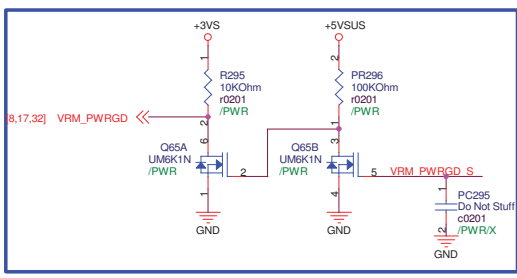 +3VS +5VSUS
1 2
R295 PR296
10KOhm 100KOhm
r0201 r0201
/PWR /PWR
[8,17,32] VRM_PWRGD
2 1
Q65A 6 Q65B 3
UM6K1N UM6K1N
/PWR 2 /PWR 5 VRM_PWRGD_S
1 4 1
PC295
Do Not Stuff
c0201
/PWR/X
2
GND GND
GND